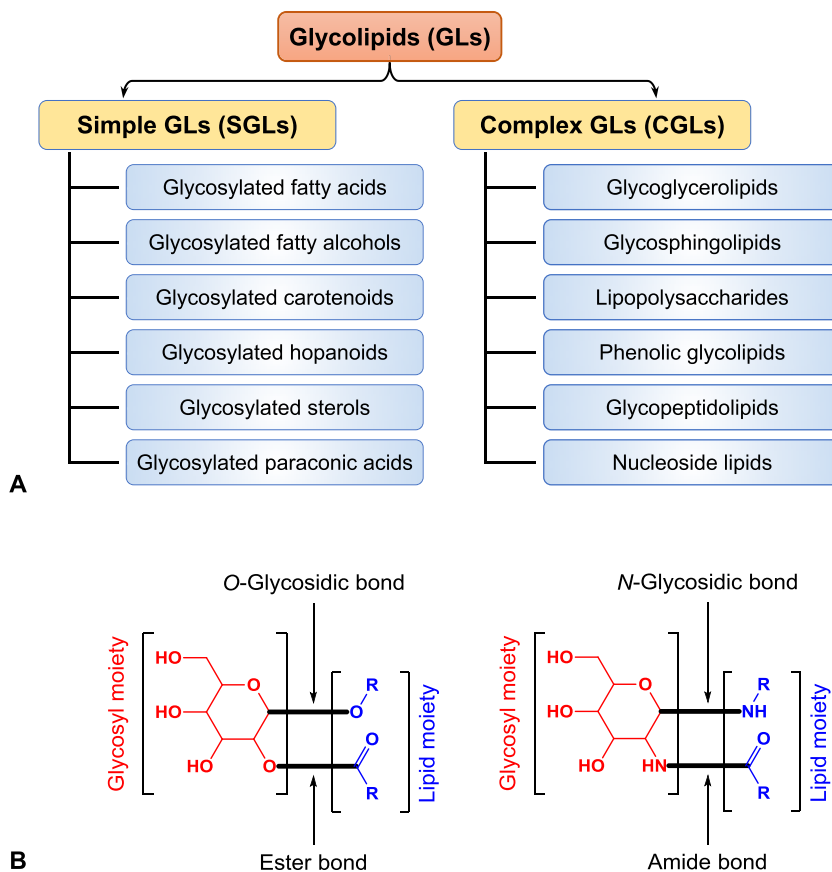 Glycolipids (GLs)
Simple GLs (SGLs)
Complex GLs (CGLs)
Glycosylated fatty acids
Glycosylated fatty alcohols
Glycosylated carotenoids
Glycosylated hopanoids
Glycosylated sterols
Glycosylated paraconic acids
Glycoglycerolipids
Glycosphingolipids
Lipopolysaccharides
Phenolic glycolipids
Glycopeptidolipids
Nucleoside lipids
A
O-Glycosidic bond
Glycosyl moiety
HO
O
R
HO
O
O
HO
O
R
Lipid moiety
Ester bond
N-Glycosidic bond
Glycosyl moiety
HO
O
R
HO
NH
O
HO
HN
R
Lipid moiety
Amide bond
B